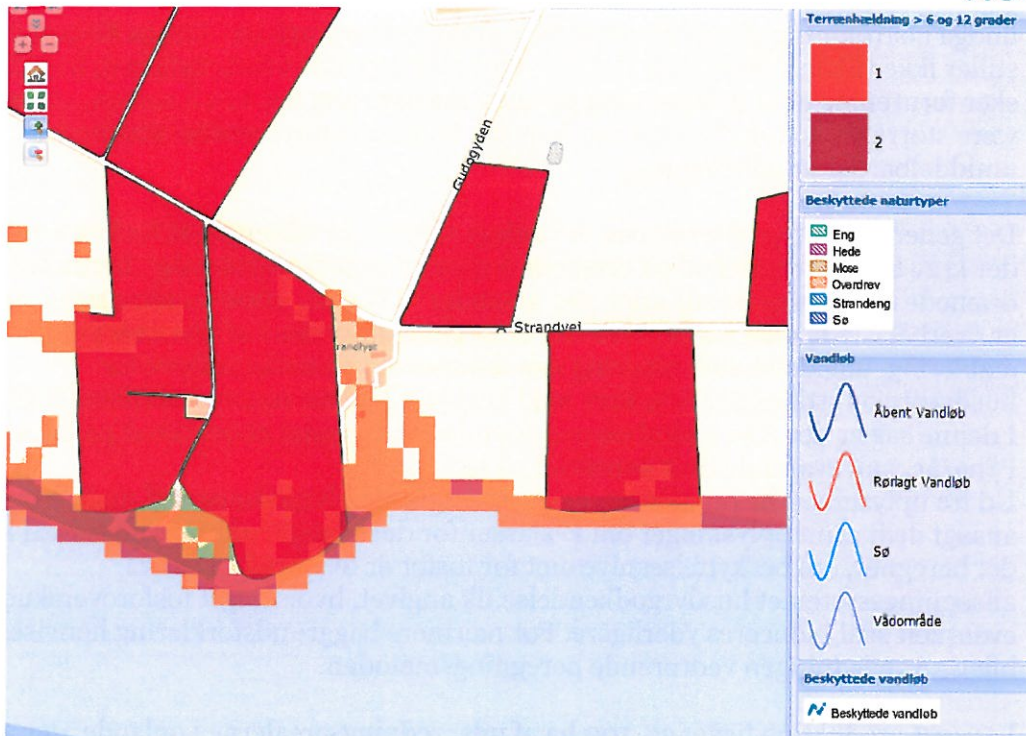 Gudogyden
Strandvej
Terrænhældning > 6 og 12 grader
1
2
Beskyttede naturtyper
Eng
Hede
Mose
Overdrev
Strandeng
Sø
Vandløb
Åbent Vandløb
Rørlagt Vandløb
Sø
Vådområde
Beskyttede vandløb
Beskyttede vandløb